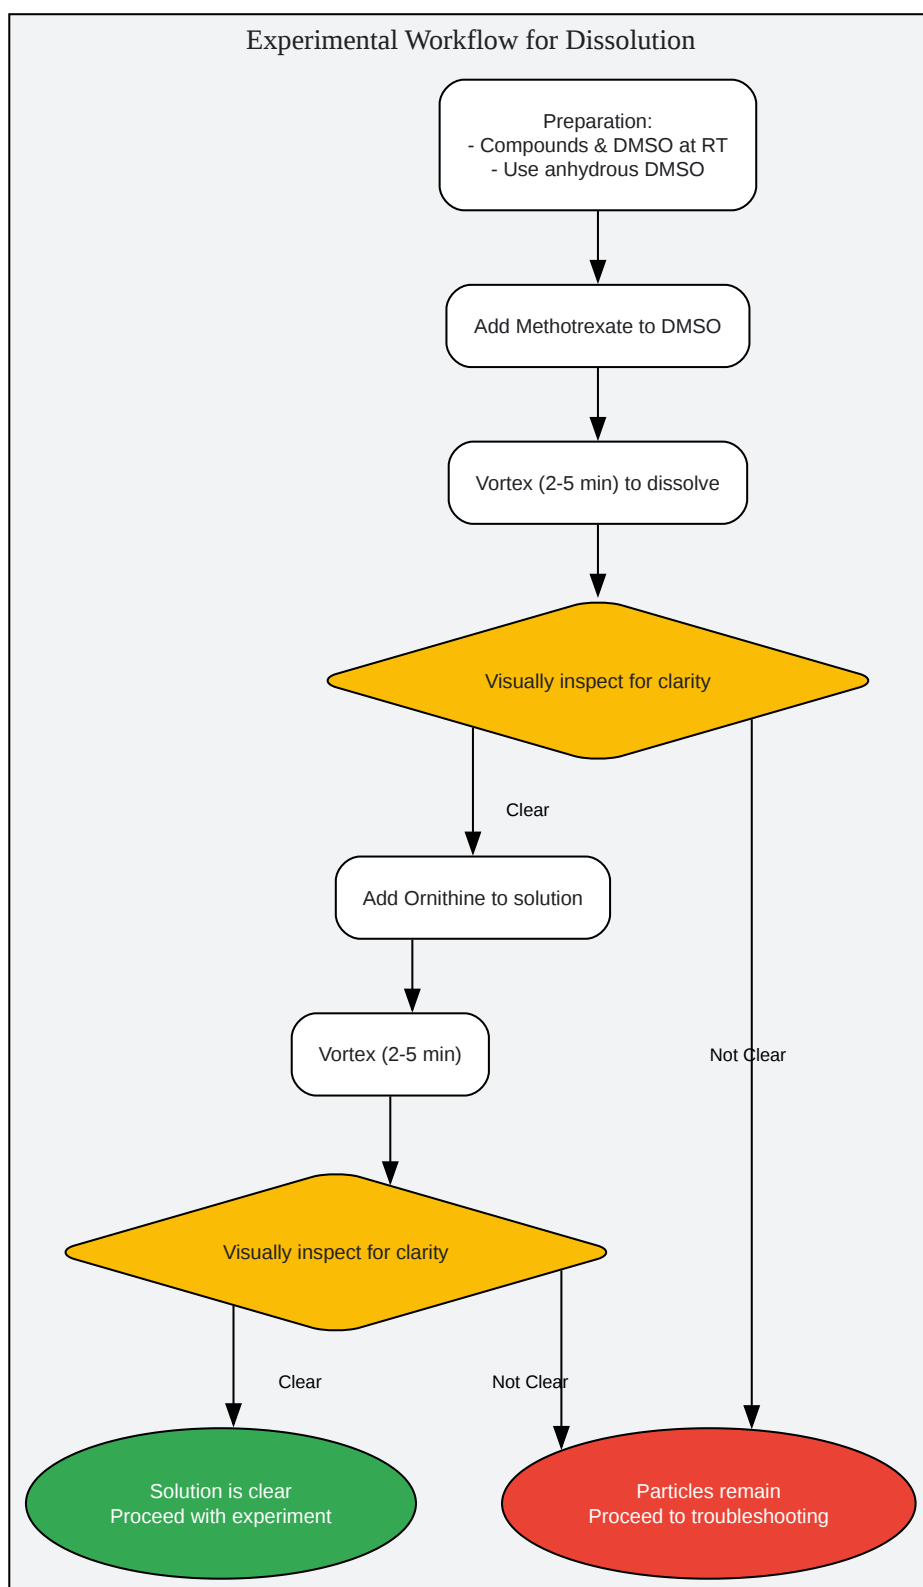 Experimental Workflow for Dissolution
Preparation:
- Compounds & DMSO at RT
- Use anhydrous DMSO
Add Methotrexate to DMSO
Vortex (2-5 min) to dissolve
Visually inspect for clarity
Clear
Add Ornithine to solution
Vortex (2-5 min)
Not Clear
Visually inspect for clarity
Clear
Not Clear
Solution is clear
Proceed with experiment
Particles remain
Proceed to troubleshooting